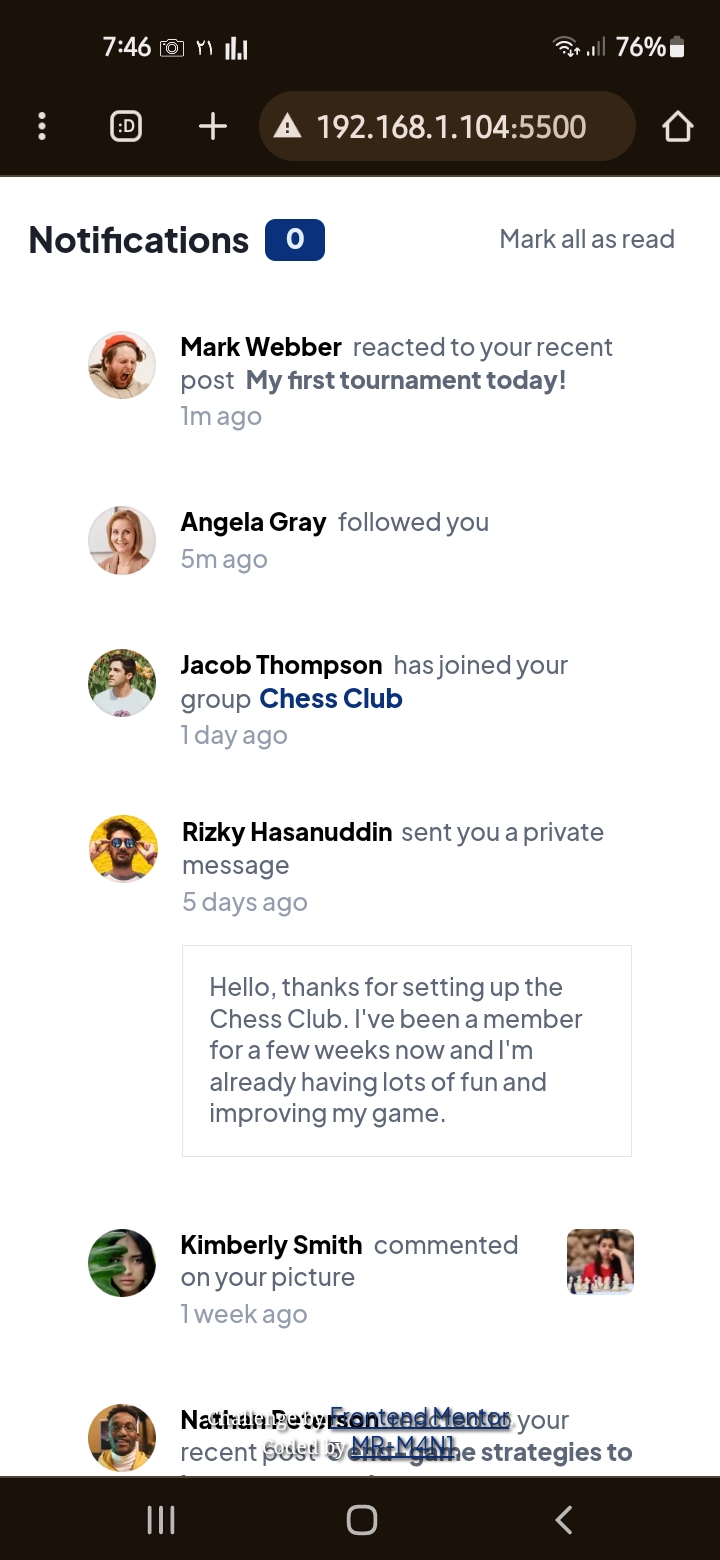 7:46 ۲۱ 76%
:D 192.168.1.104:5500
Notifications 0 Mark all as read
Mark Webber reacted to your recent
post My first tournament today!
1m ago
Angela Gray followed you
5m ago
Jacob Thompson has joined your
group Chess Club
1 day ago
Rizky Hasanuddin sent you a private
message
5 days ago
Hello, thanks for setting up the
Chess Club. I've been a member
for a few weeks now and I'm
already having lots of fun and
improving my game.
Kimberly Smith commented
on your picture
1 week ago
Nathan Peterson reacted to your
Challenge by Frontend Mentor
recent post 5 end-game strategies to
Coded by MR+M4N1